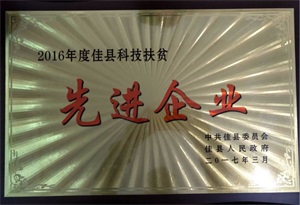 2016年度佳县科技扶贫
先进企业
中共佳县委员会
佳县人民政府
二〇一七年三月